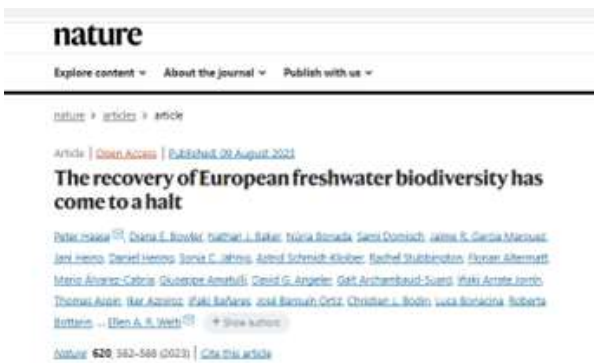 nature
Explore content About the journal Publish with us
nature > articles > article
Article | Open Access | Published: 09 August 2023
The recovery of European freshwater biodiversity has
come to a halt
Peter Haase, Diana E. Bowler, Nathan J. Baker, Núria Bonada, Sami Domisch, Jaime R. Garcia Marquez,
Jani Heino, Daniel Hering, Sonja C. Jähnig, Astrid Schmidt-Kloiber, Rachel Stubbington, Florian Altermatt,
Mario Álvarez-Cabria, Giuseppe Amatulli, David G. Angeler, Gait Archambaud-Suard, Iñaki Arrate Jorrín,
Thomas Aspin, Iker Azpiroz, Iñaki Bañares, José Barquín Ortiz, Christian L. Bodin, Luca Bonacina, Roberta
Bottarin, … Ellen A. R. Welti + Show authors
Nature 620, 582–588 (2023) | Cite this article